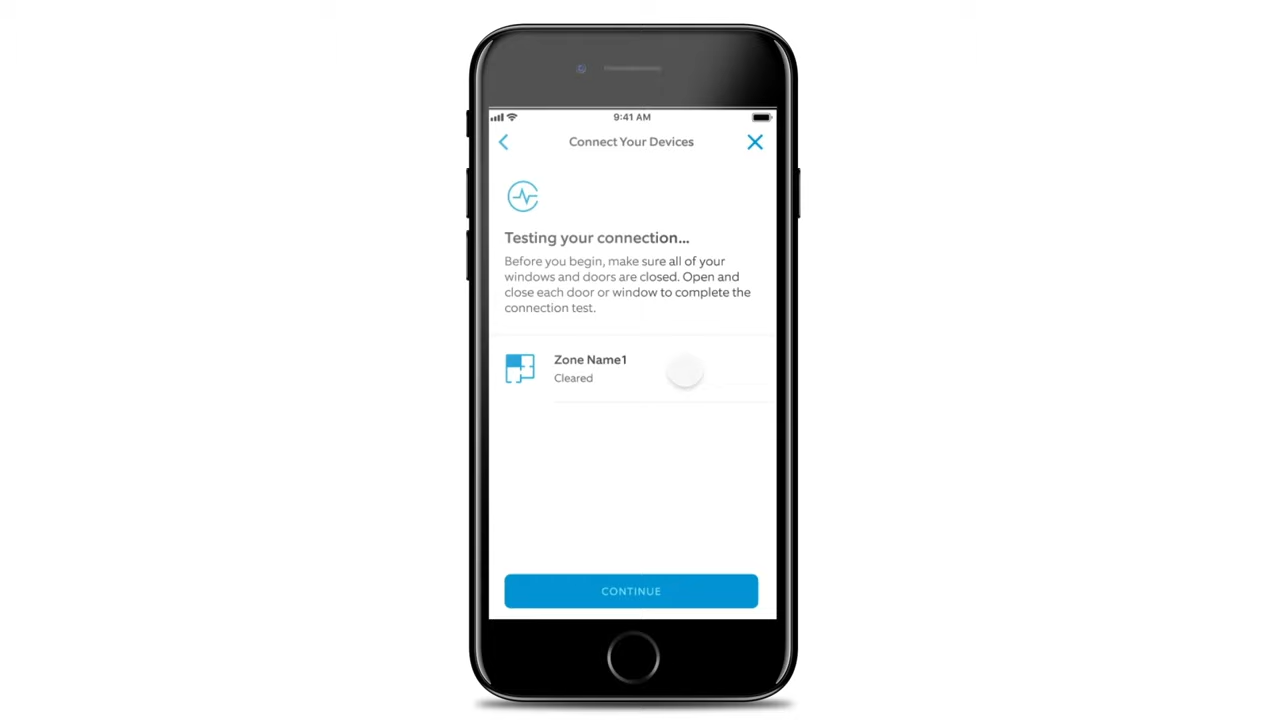 9:41 AM
Connect Your Devices
Testing your connection...
Before you begin, make sure all of your
windows and doors are closed. Open and
close each door or window to complete the
connection test.
Zone Name1
Cleared
CONTINUE